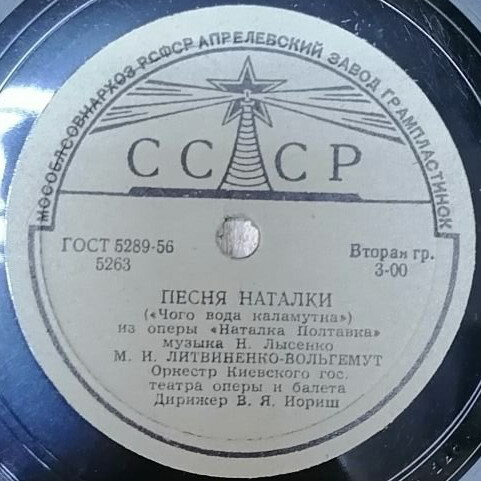 МОСОБЛСОВНАРХОЗ РСФСР АПРЕЛЕВСКИЙ ЗАВОД ГРАМПЛАСТИНОК
СССР
ГОСТ 5289-56
5263
Вторая гр.
3-00
ПЕСНЯ НАТАЛКИ
(«Чого вода каламутна»)
из оперы «Наталка Полтавка»
музыка Н. Лысенко
М. И. ЛИТВИНЕНКО-ВОЛЬГЕМУТ
Оркестр Киевского гос.
театра оперы и балета
Дирижер В. Я. Иориш